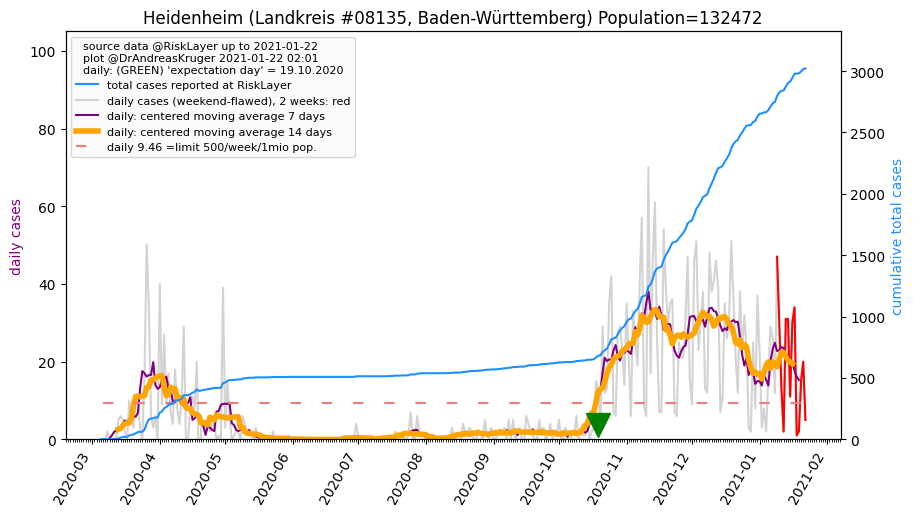 Heidenheim (Landkreis #08135, Baden-Württemberg) Population=132472
source data @RiskLayer up to 2021-01-22
plot @DrAndreasKruger 2021-01-22 02:01
daily: (GREEN) 'expectation day' = 19.10.2020
total cases reported at RiskLayer
daily cases (weekend-flawed), 2 weeks: red
daily: centered moving average 7 days
daily: centered moving average 14 days
daily 9.46 =limit 500/week/1mio pop.
daily cases
100
80
60
40
20
0
cumulative total cases
3000
2500
2000
1500
1000
500
0
2020-03
2020-04
2020-05
2020-06
2020-07
2020-08
2020-09
2020-10
2020-11
2020-12
2021-01
2021-02